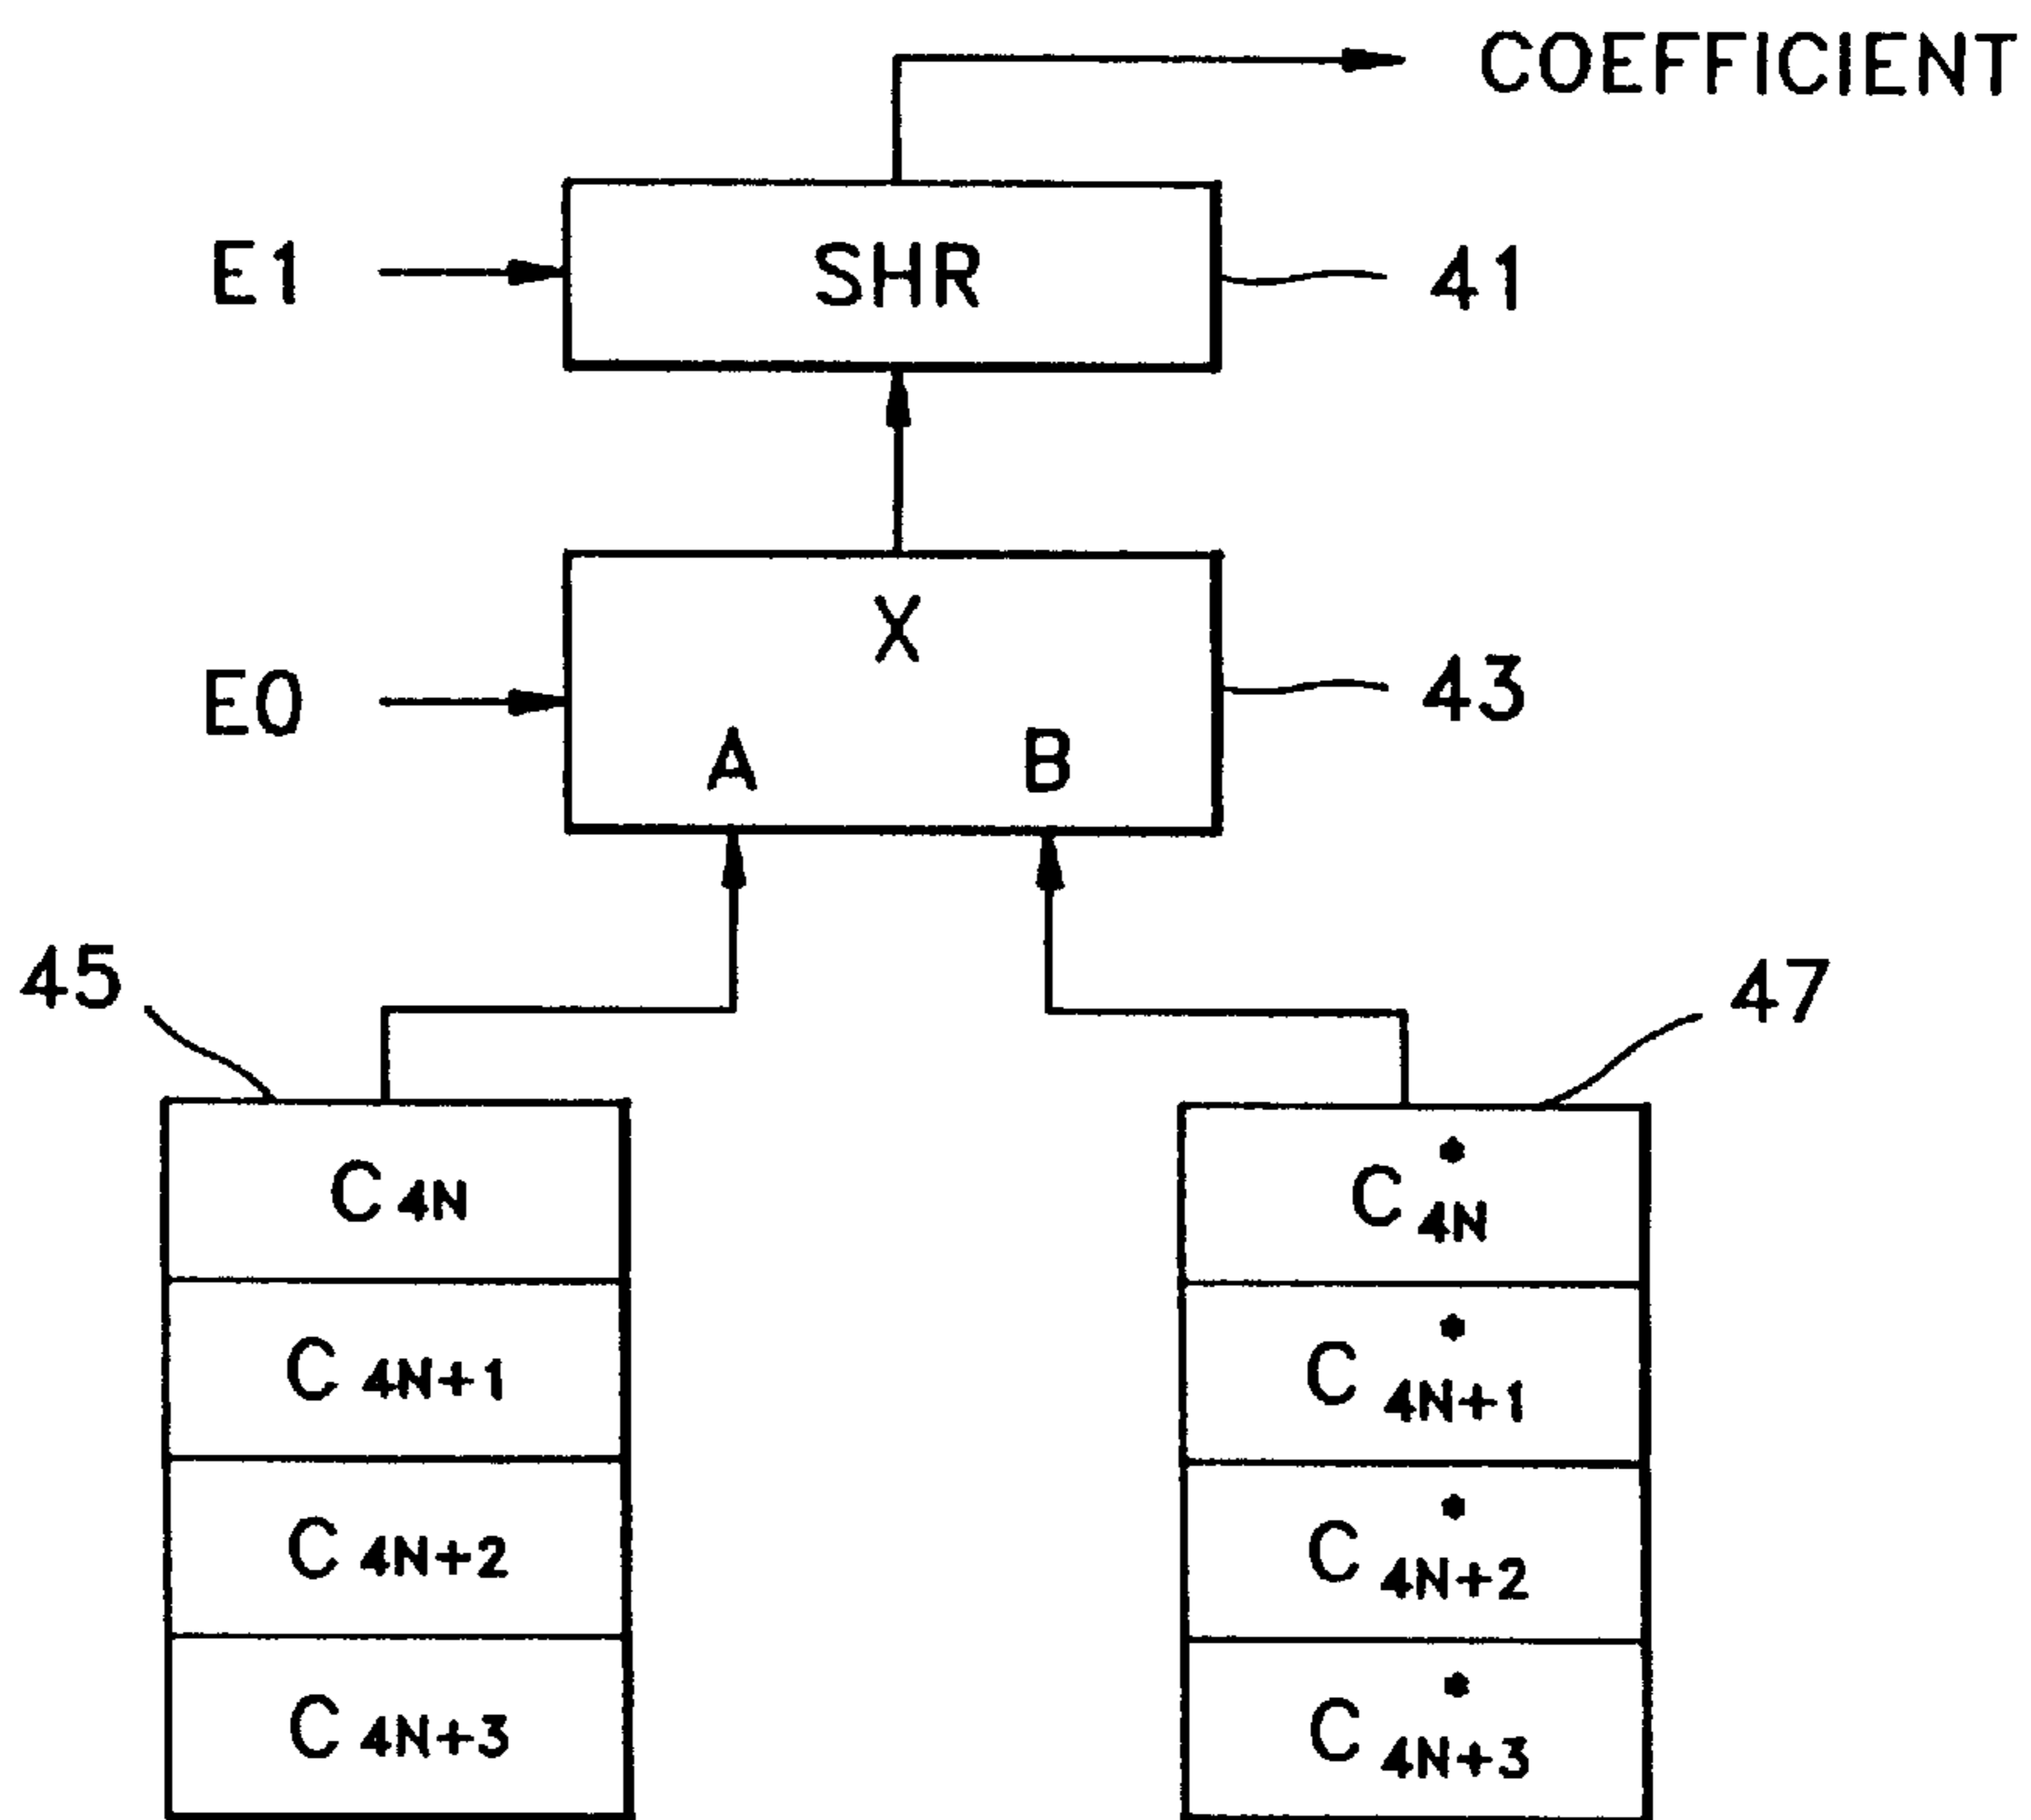 COEFFICIENT
E1 SHR 41
X
E0 43
A B
45 47
C 4N C* 4N
C 4N+1 C* 4N+1
C 4N+2 C* 4N+2
C 4N+3 C* 4N+3